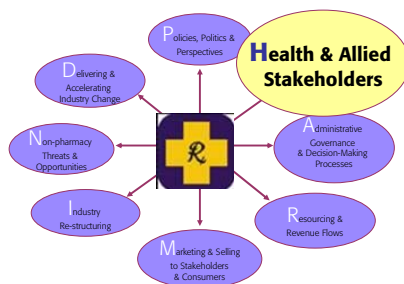 Policies, Politics &
Perspectives
Health & Allied
Stakeholders
Delivering &
Accelerating
Industry Change
Administrative
Governance
& Decision-Making
Processes
Non-pharmacy
Threats &
Opportunities
R
Industry
Re-structuring
Resourcing &
Revenue Flows
Marketing & Selling
to Stakeholders
& Consumers